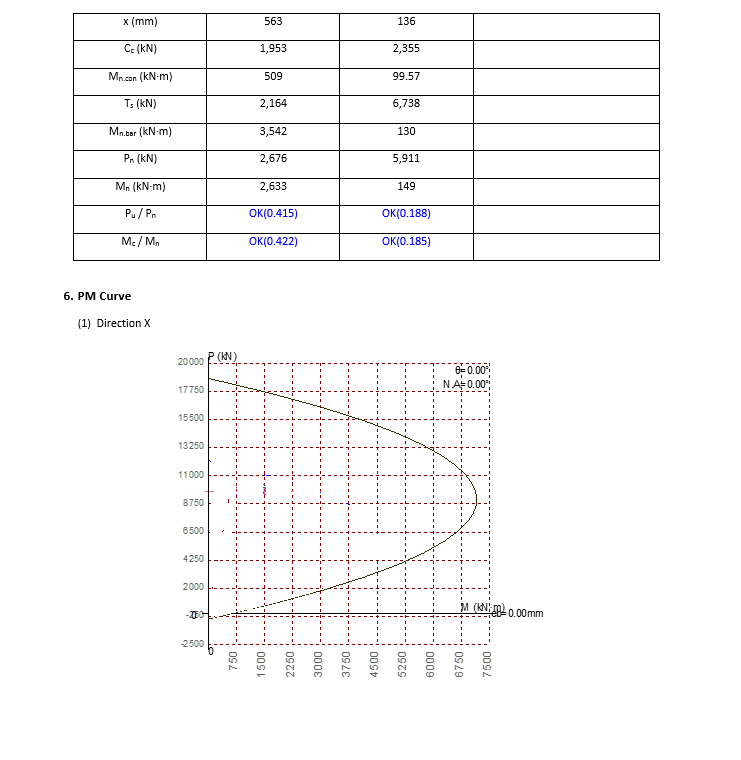 x (mm) 563 136
Cc (kN) 1,953 2,355
Mn.con (kN·m) 509 99.57
Ts (kN) 2,164 6,738
Mn.bar (kN·m) 3,542 130
Pn (kN) 2,676 5,911
Mn (kN·m) 2,633 149
Pu / Pn OK(0.415) OK(0.188)
Mc / Mn OK(0.422) OK(0.185)
6. PM Curve
(1) Direction X
P (kN)
20000
θ=0.00°
N.A=0.00°
17750
15500
13250
11000
8750
6500
4250
2000
M (kN·m)
0
-250
eb=0.00mm
-2500
0
750
1500
2250
3000
3750
4500
5250
6000
6750
7500